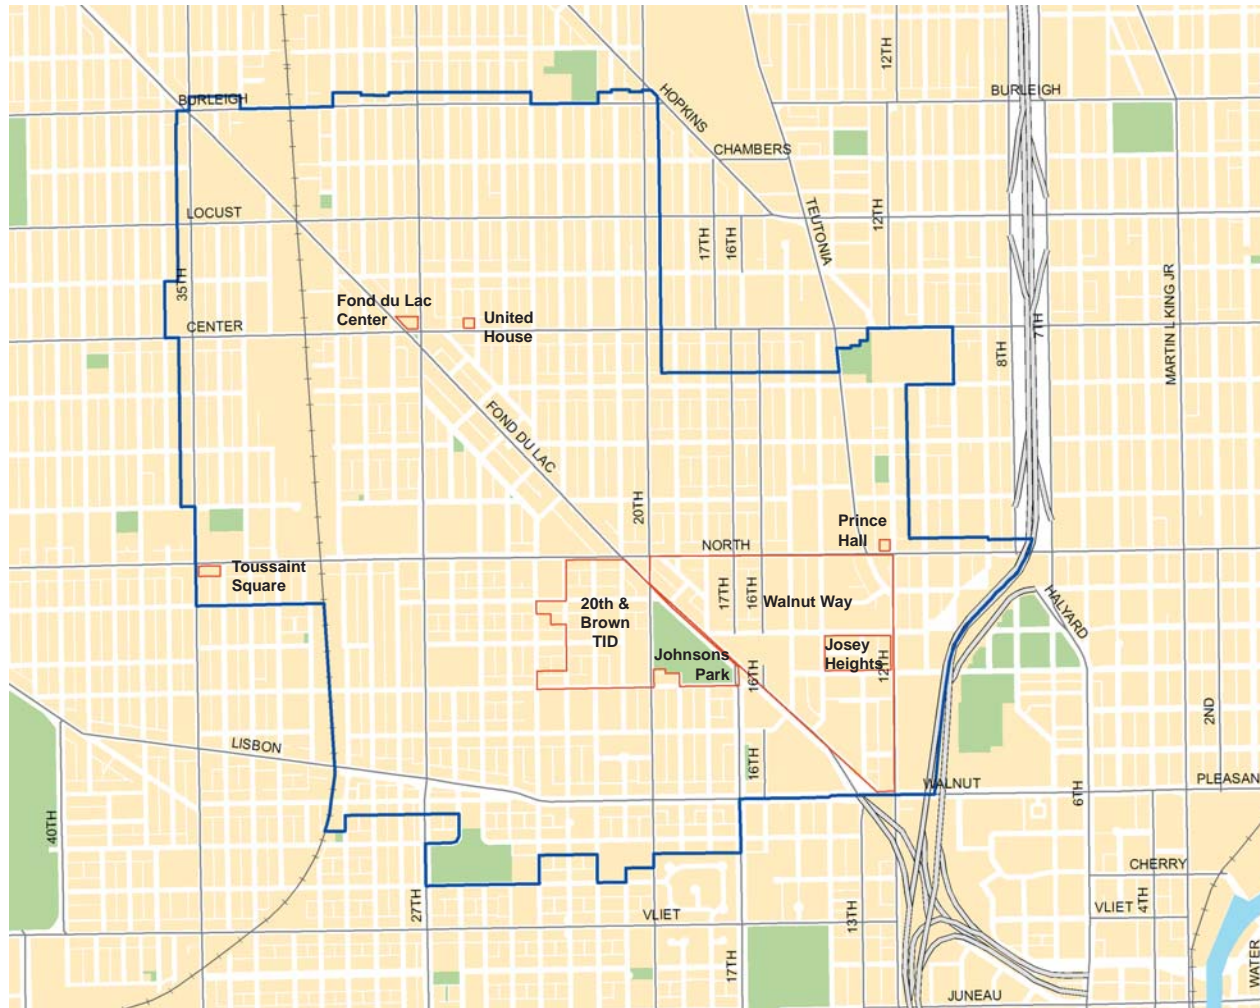 12TH
BURLEIGH
HOPKINS
BURLEIGH
CHAMBERS
LOCUST
TEUTONIA
12TH
17TH
16TH
35TH
MARTIN L KING JR
Fond du Lac
Center
United
House
CENTER
8TH
7TH
FOND DU LAC
20TH
Prince
Hall
NORTH
Toussaint
Square
20th &
Brown
TID
17TH
16TH
Walnut Way
HALYARD
Johnsons
Park
Josey
Heights
12TH
16TH
2ND
LISBON
16TH
WALNUT
PLEASAN
6TH
40TH
CHERRY
27TH
VLIET
13TH
VLIET
4TH
17TH
WATER
JUNEAU